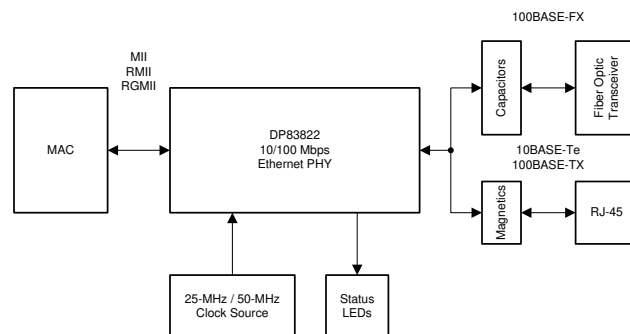 100BASE-FX
MII
RMII
RGMII
MAC
DP83822
10/100 Mbps
Ethernet PHY
Capacitors
Fiber Optic
Transceiver
10BASE-Te
100BASE-TX
Magnetics
RJ-45
25-MHz / 50-MHz
Clock Source
Status
LEDs